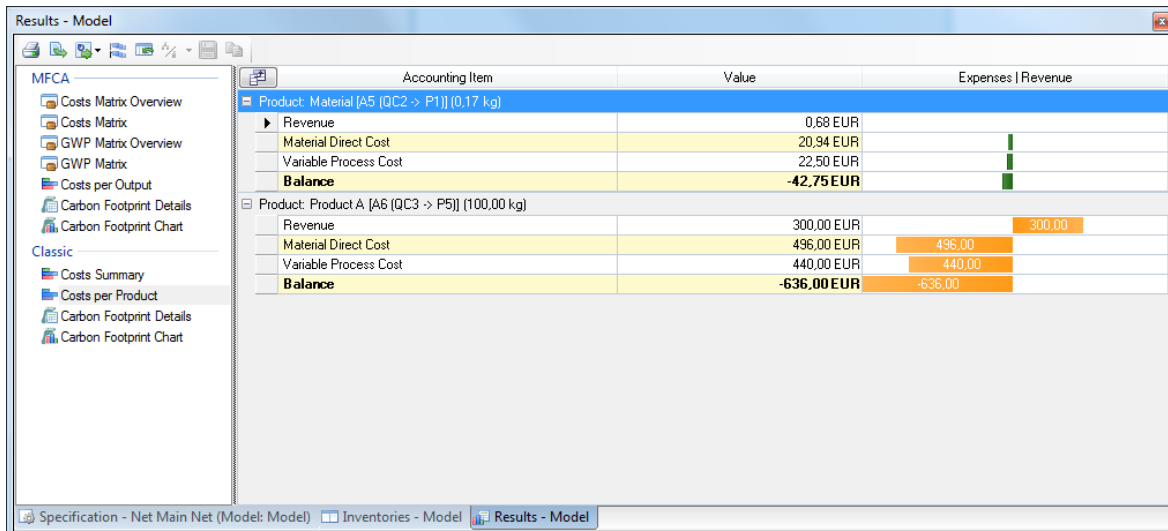 Results - Model
MFCA
Costs Matrix Overview
Costs Matrix
GWP Matrix Overview
GWP Matrix
Costs per Output
Carbon Footprint Details
Carbon Footprint Chart
Classic
Costs Summary
Costs per Product
Carbon Footprint Details
Carbon Footprint Chart
Accounting Item Value Expenses | Revenue
Product: Material [A5 (QC2 -> P1)] (0,17 kg)
Revenue 0,68 EUR
Material Direct Cost 20,94 EUR
Variable Process Cost 22,50 EUR
Balance -42,75 EUR
Product: Product A [A6 (QC3 -> P5)] (100,00 kg)
Revenue 300,00 EUR 300,00
Material Direct Cost 496,00 EUR 496,00
Variable Process Cost 440,00 EUR 440,00
Balance -636,00 EUR -636,00
Specification - Net Main Net (Model: Model) Inventories - Model Results - Model